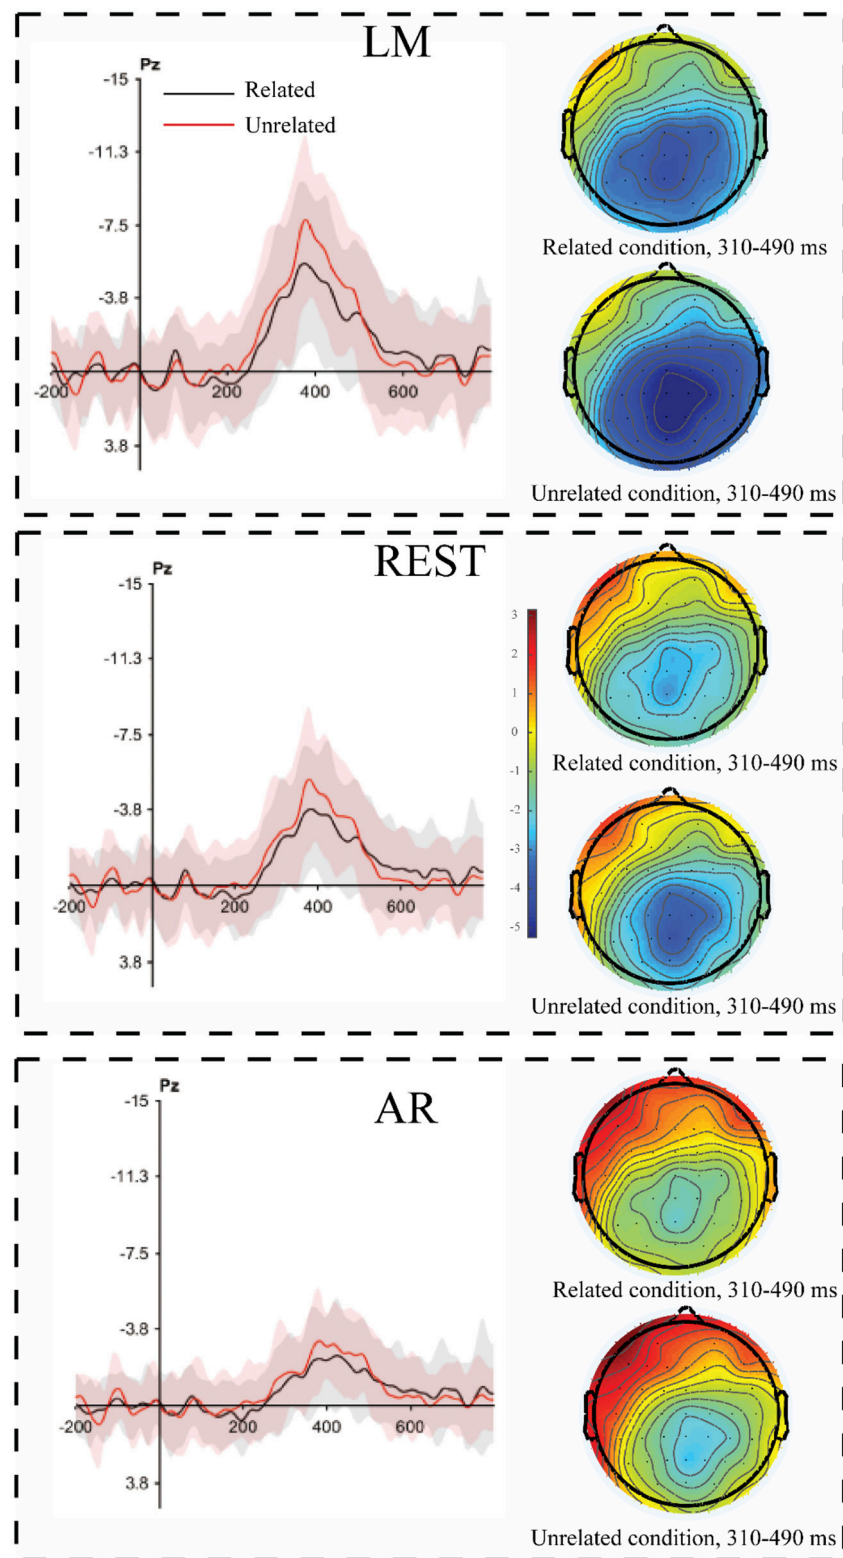 LM
Pz
-15
Related
Unrelated
-11.3
-7.5
-3.8
-200
200
400
600
3.8
Related condition, 310-490 ms
Unrelated condition, 310-490 ms
REST
Pz
-15
-11.3
-7.5
-3.8
-200
200
400
600
3.8
3
2
1
0
-1
-2
-3
-4
-5
Related condition, 310-490 ms
Unrelated condition, 310-490 ms
AR
Pz
-15
-11.3
-7.5
-3.8
-200
200
400
600
3.8
Related condition, 310-490 ms
Unrelated condition, 310-490 ms